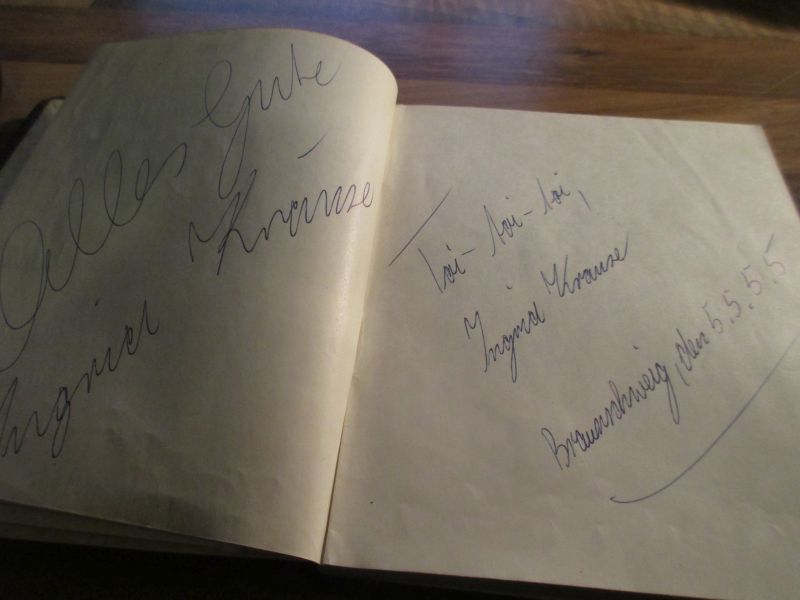 Alles Gute
Ingrid Krause
Toi-toi-toi,
Ingrid Krause
Braunschweig, den 5.5.55